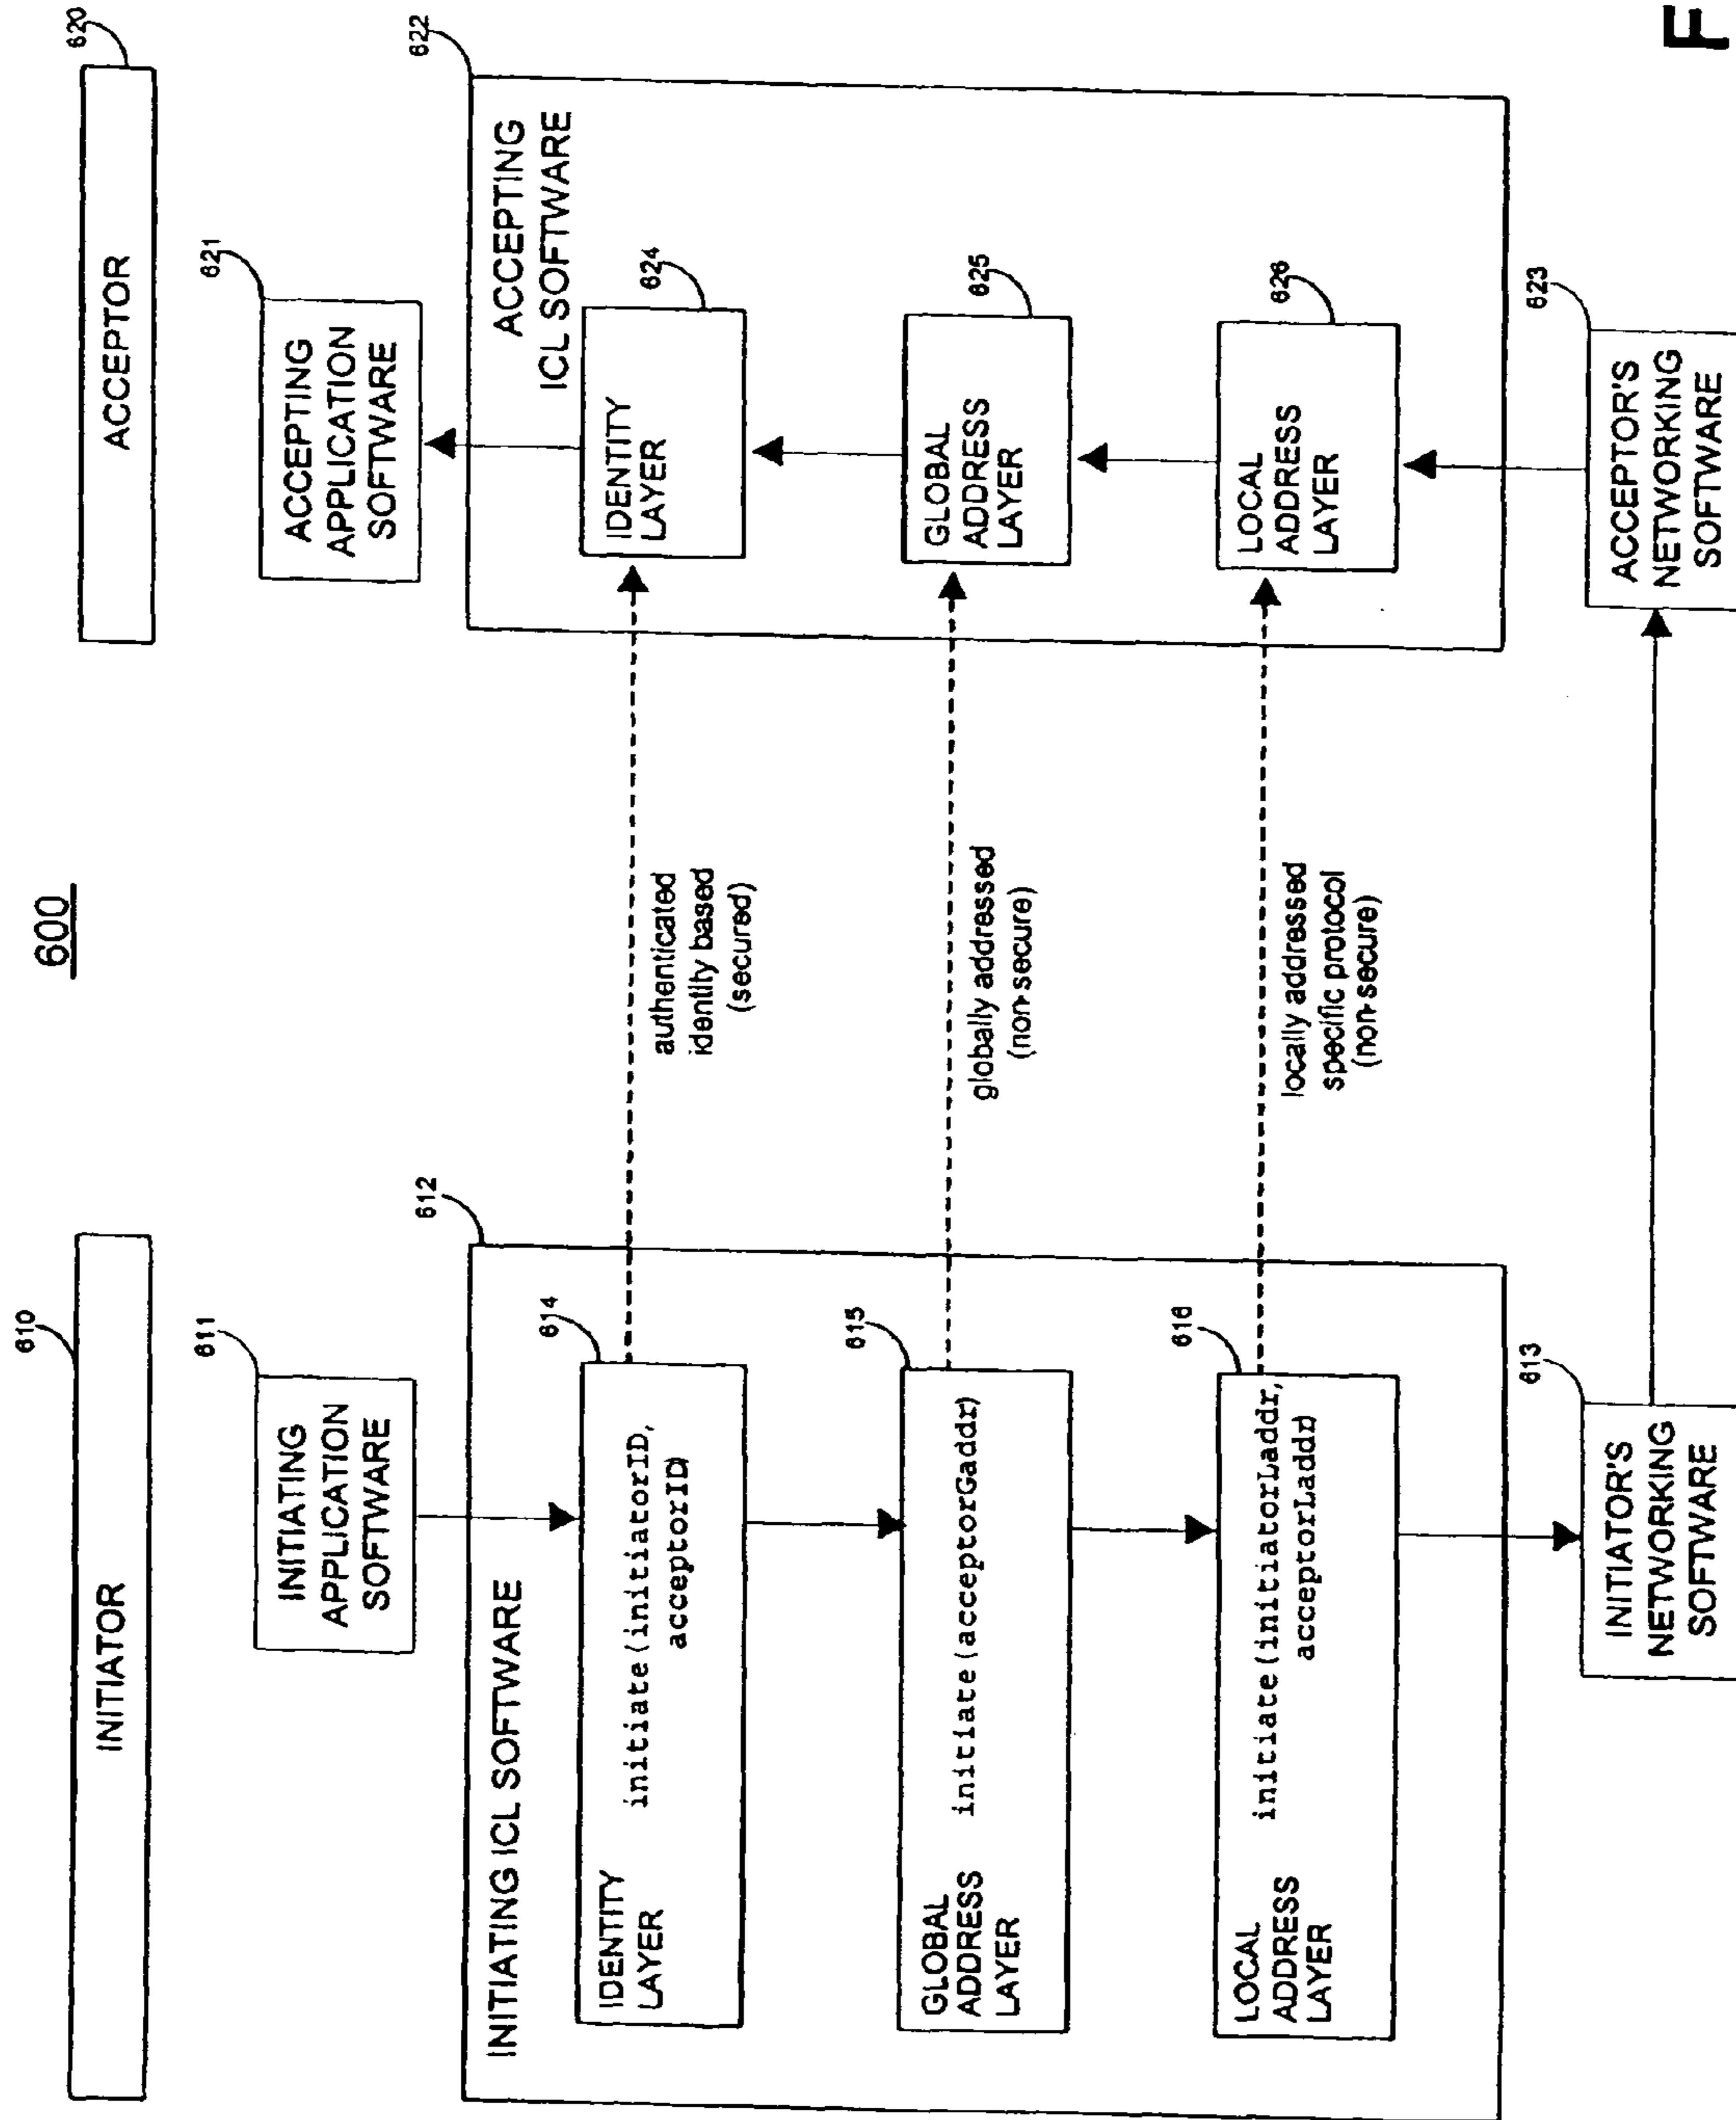 600
610
INITIATOR
620
ACCEPTOR
611
INITIATING
APPLICATION
SOFTWARE
621
ACCEPTING
APPLICATION
SOFTWARE
612
INITIATING ICL SOFTWARE
622
ACCEPTING
ICL SOFTWARE
614
IDENTITY
LAYER
initiate(initiatorID,
acceptorID)
authenticated
identity based
(secured)
624
IDENTITY
LAYER
615
GLOBAL
ADDRESS
LAYER
initiate(acceptorGaddr)
globally addressed
(non-secure)
625
GLOBAL
ADDRESS
LAYER
616
LOCAL
ADDRESS
LAYER
initiate(initiatorLaddr,
acceptorLaddr)
locally addressed
specific protocol
(non-secure)
626
LOCAL
ADDRESS
LAYER
613
INITIATOR'S
NETWORKING
SOFTWARE
623
ACCEPTOR'S
NETWORKING
SOFTWARE
F